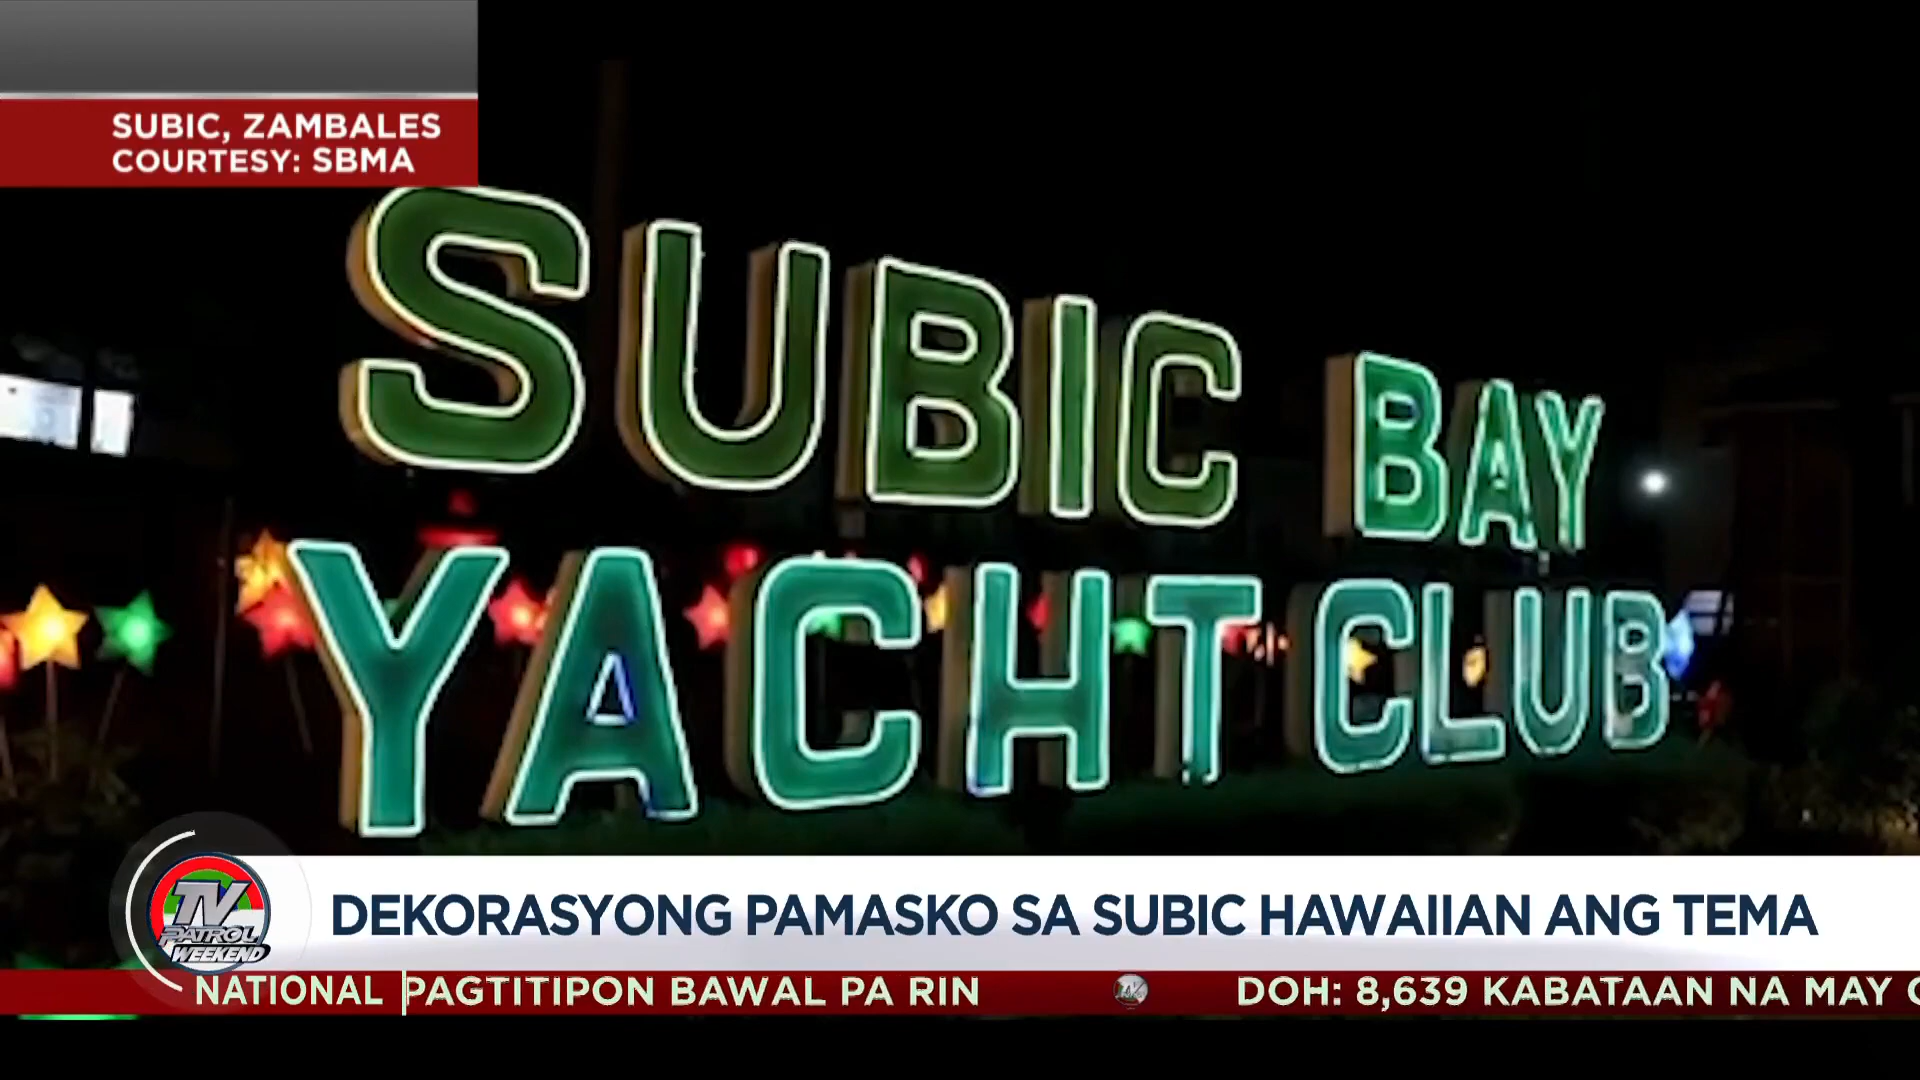 SUBIC, ZAMBALES
COURTESY: SBMA
SUBIC BAY
YACHT CLUB
TV
PATROL
WEEKEND
DEKORASYONG PAMASKO SA SUBIC HAWAIIAN ANG TEMA
NATIONAL PAGTITIPON BAWAL PA RIN DOH: 8,639 KABATAAN NA MAY